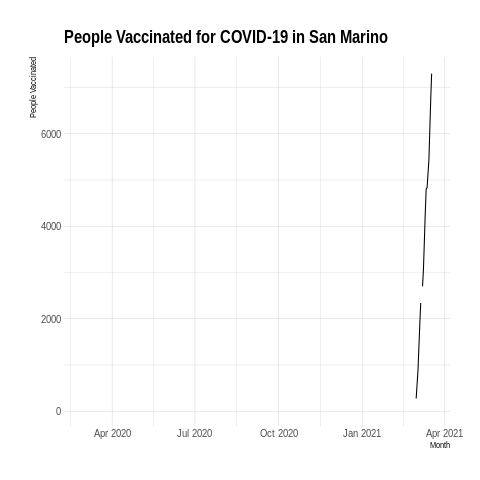 People Vaccinated for COVID-19 in San Marino
People Vaccinated
6000
4000
2000
0
Apr 2020 Jul 2020 Oct 2020 Jan 2021 Apr 2021
Month